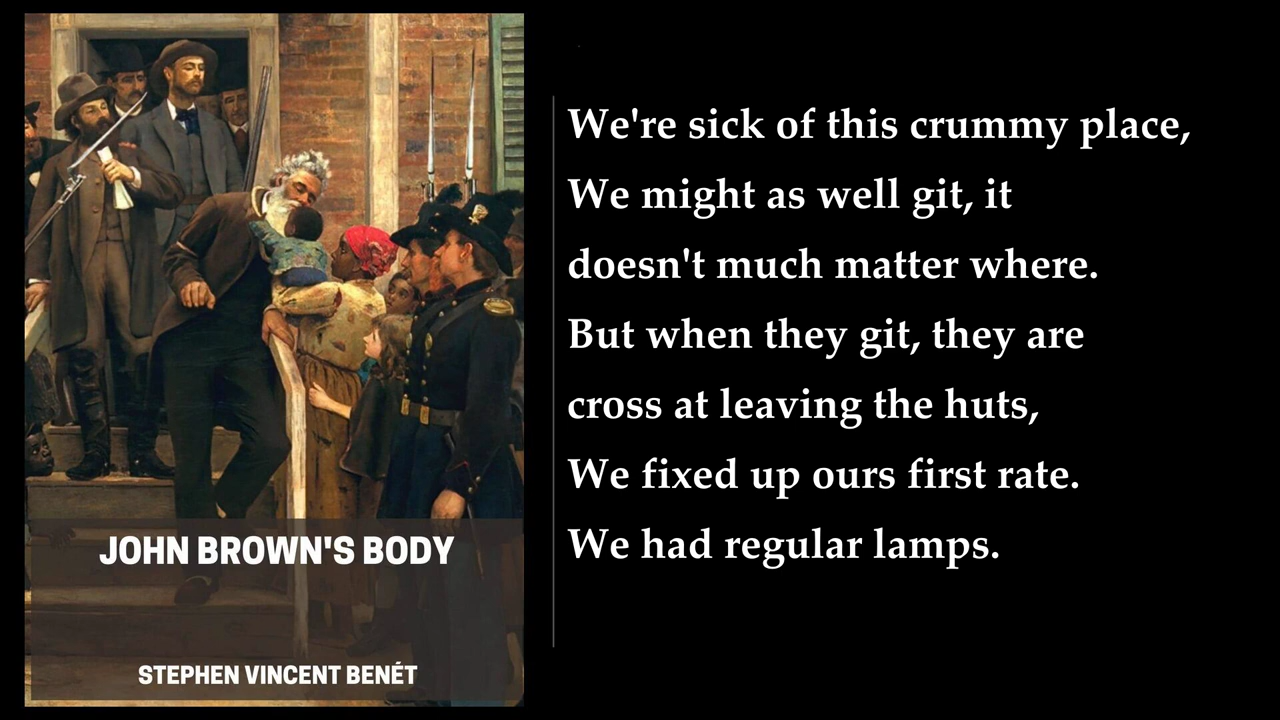 We're sick of this crummy place,
We might as well git, it
doesn't much matter where.
But when they git, they are
cross at leaving the huts,
We fixed up ours first rate.
We had regular lamps.
JOHN BROWN'S BODY
STEPHEN VINCENT BENÉT